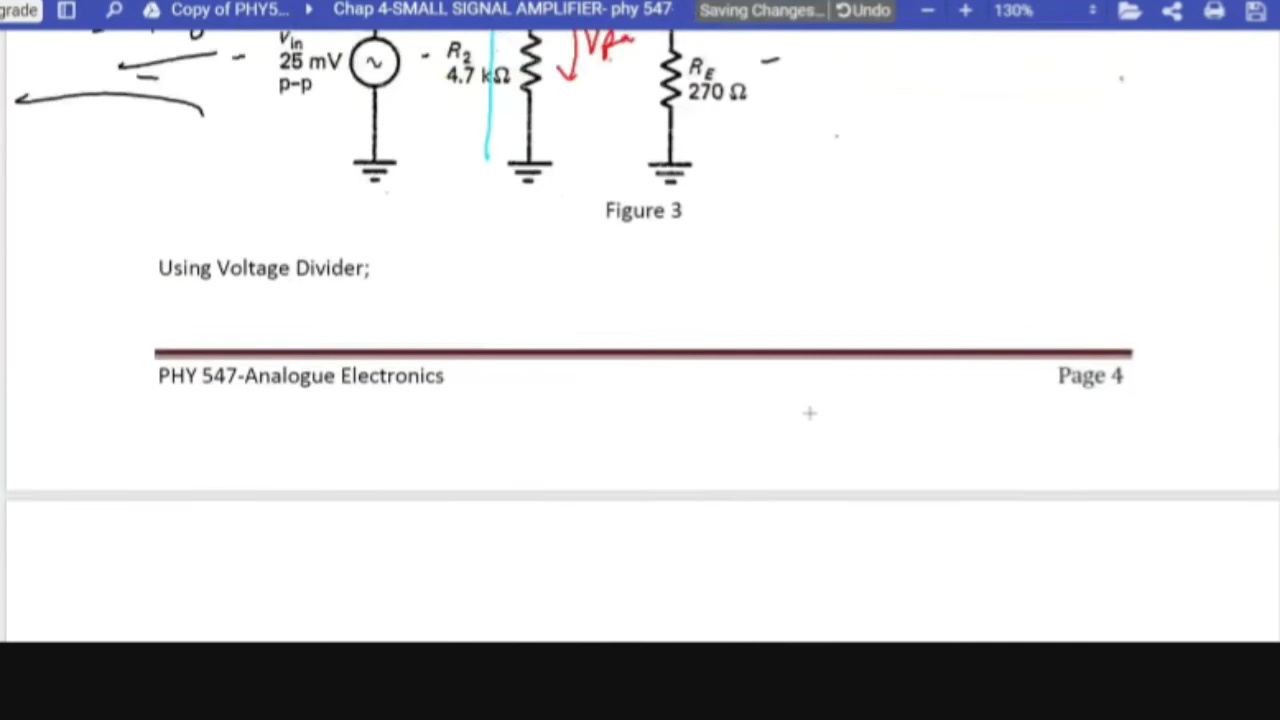 grade Copy of PHY5... Chap 4-SMALL SIGNAL AMPLIFIER- phy 547 Saving Changes... Undo 130%
Vin
25 mV
p-p
R2
4.7 kΩ
RE
270 Ω
Figure 3
Using Voltage Divider;
PHY 547-Analogue Electronics
Page 4